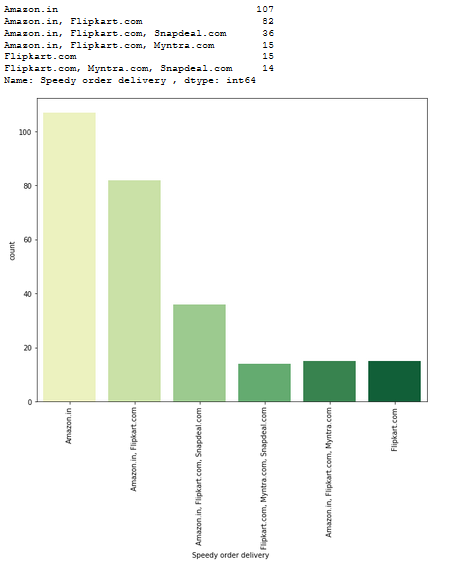 Amazon.in 107
Amazon.in, Flipkart.com 82
Amazon.in, Flipkart.com, Snapdeal.com 36
Amazon.in, Flipkart.com, Myntra.com 15
Flipkart.com 15
Flipkart.com, Myntra.com, Snapdeal.com 14
Name: Speedy order delivery , dtype: int64
100
80
60
40
20
0
count
Amazon.in
Amazon.in, Flipkart.com
Amazon.in, Flipkart.com, Snapdeal.com
Flipkart.com, Myntra.com, Snapdeal.com
Amazon.in, Flipkart.com, Myntra.com
Flipkart.com
Speedy order delivery